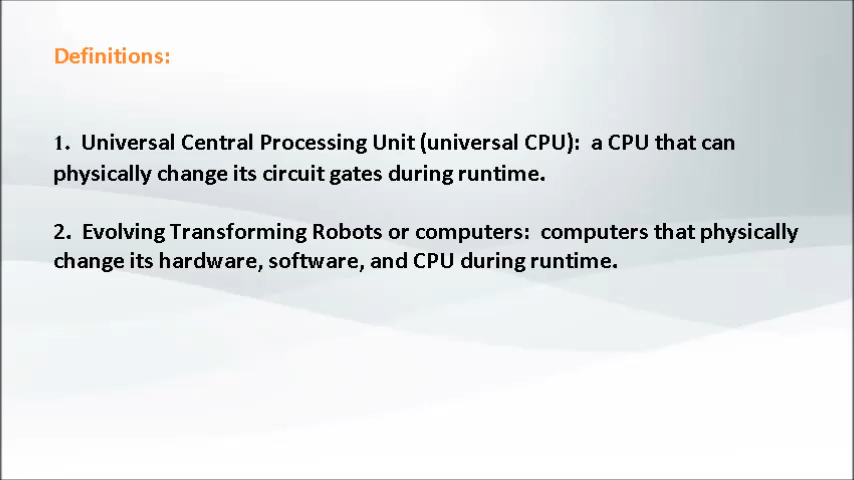 Definitions:
1. Universal Central Processing Unit (universal CPU): a CPU that can
physically change its circuit gates during runtime.
2. Evolving Transforming Robots or computers: computers that physically
change its hardware, software, and CPU during runtime.